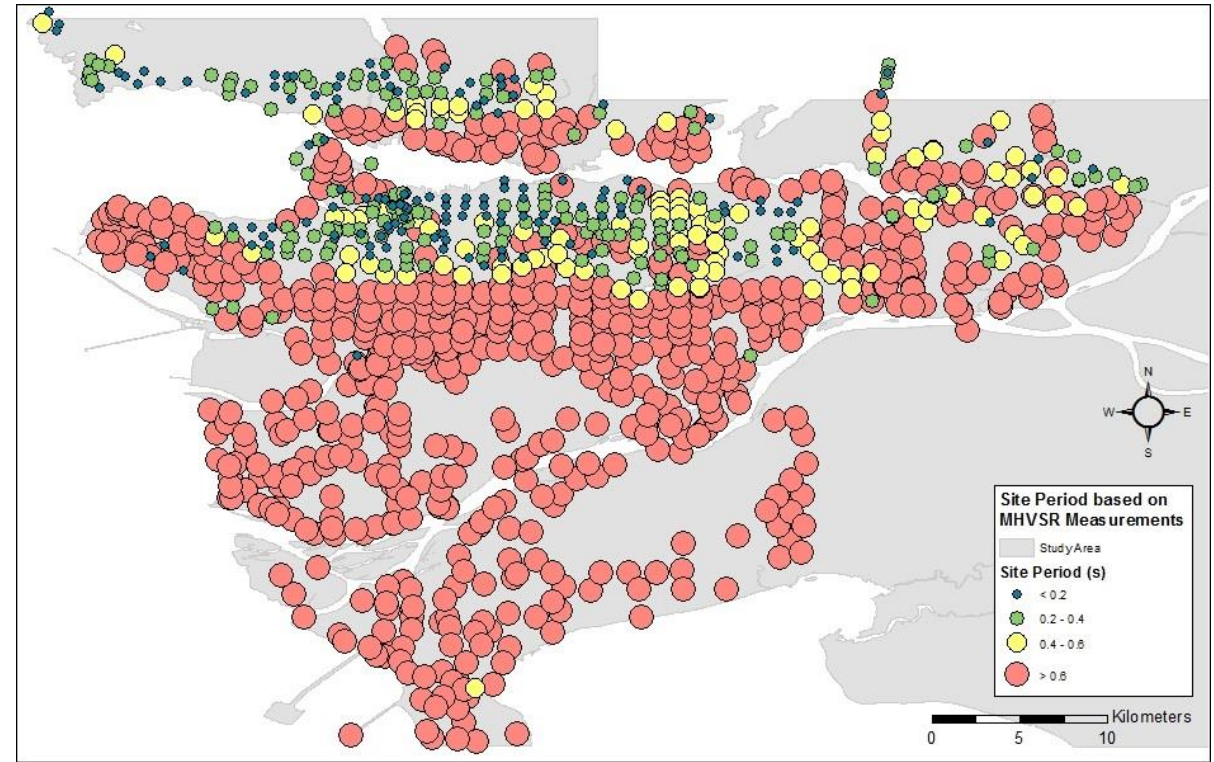 N
W E
S
Site Period based on
MHVSR Measurements
Study Area
Site Period (s)
< 0.2
0.2 - 0.4
0.4 - 0.6
> 0.6
Kilometers
0 5 10